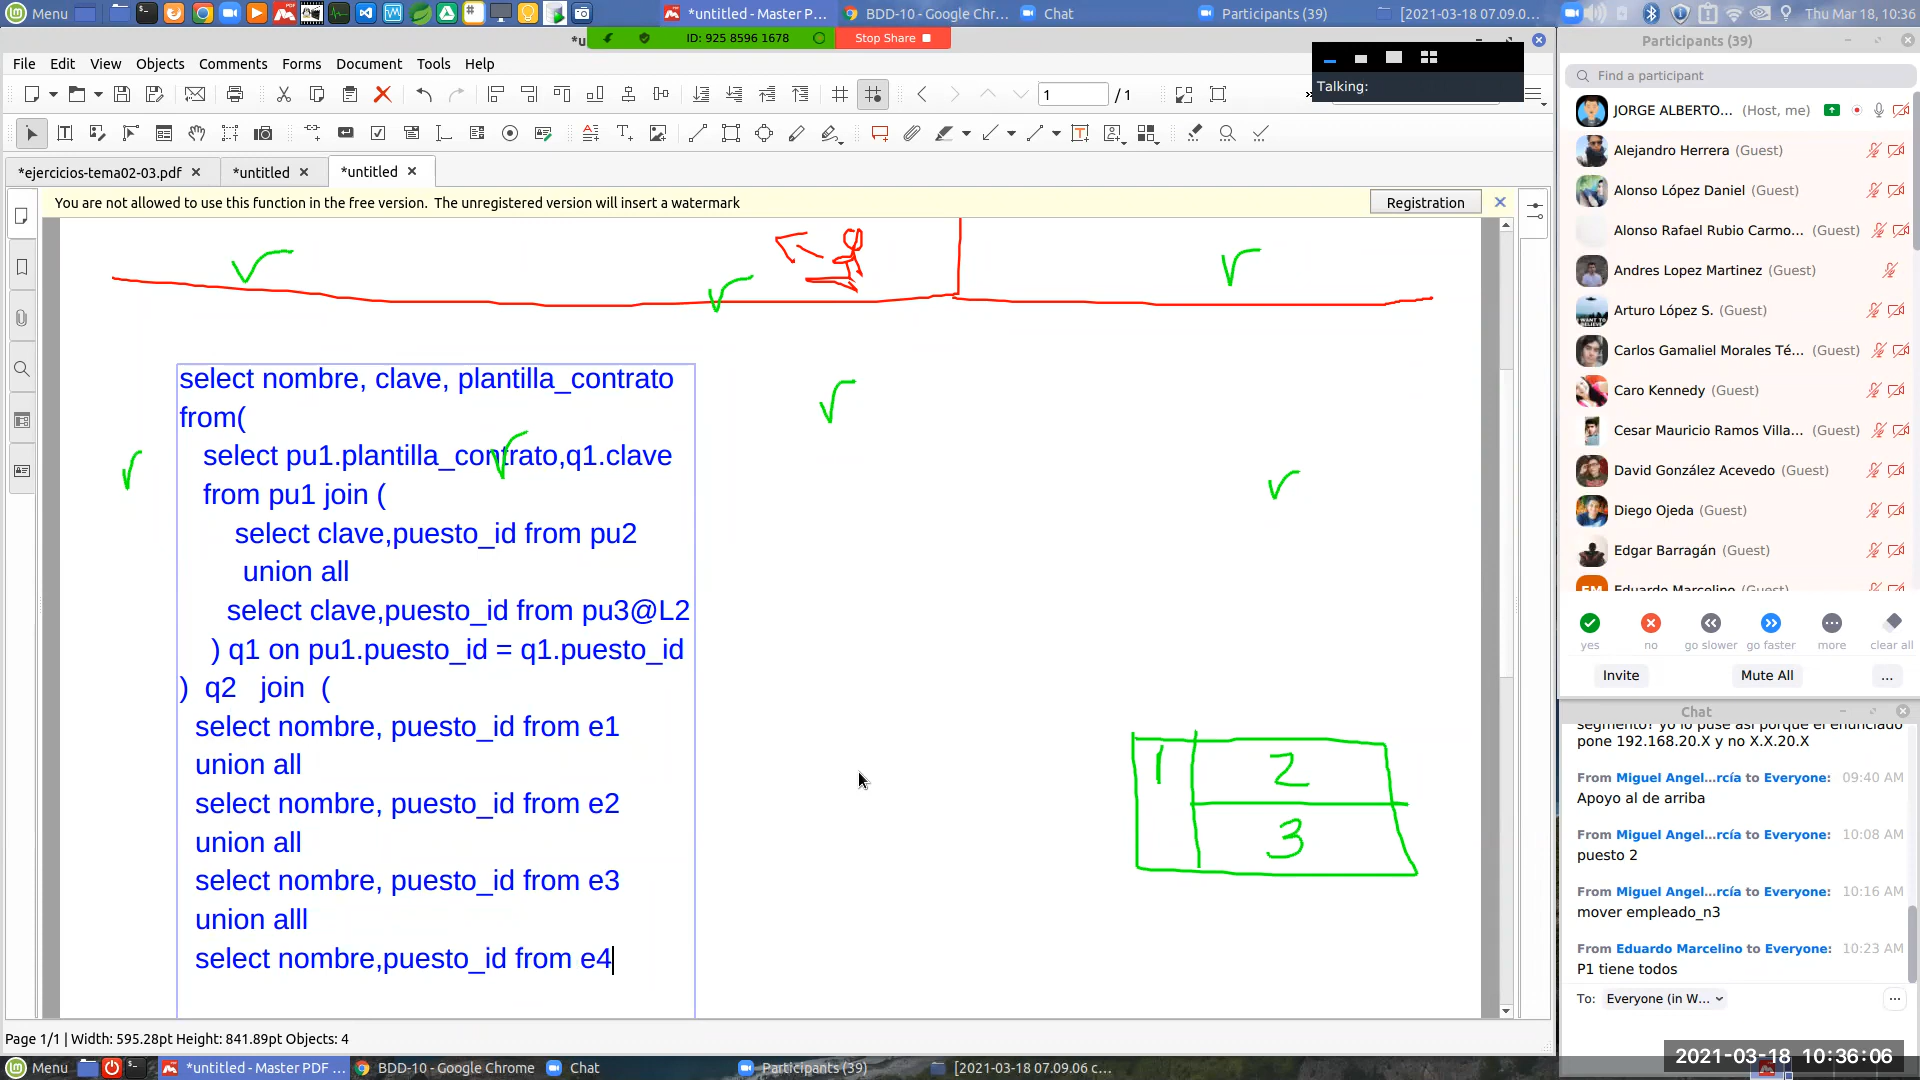 Menu
*untitled - Master P...
BDD-10 - Google Chr...
Chat
Participants (39)
[2021-03-18 07.09.0...
Thu Mar 18, 10:36
*u
ID: 925 8596 1678
Stop Share
Participants (39)
File Edit View Objects Comments Forms Document Tools Help
Talking:
Find a participant
1 / 1
JORGE ALBERTO... (Host, me)
Alejandro Herrera (Guest)
*ejercicios-tema02-03.pdf
*untitled
*untitled
Alonso López Daniel (Guest)
You are not allowed to use this function in the free version. The unregistered version will insert a watermark
Registration
Alonso Rafael Rubio Carmo... (Guest)
Andres Lopez Martinez (Guest)
Arturo López S. (Guest)
Carlos Gamaliel Morales Té... (Guest)
Caro Kennedy (Guest)
Cesar Mauricio Ramos Villa... (Guest)
David González Acevedo (Guest)
Diego Ojeda (Guest)
Edgar Barragán (Guest)
EM Eduardo Marcelino (Guest)
select nombre, clave, plantilla_contrato
from(
select pu1.plantilla_contrato,q1.clave
from pu1 join (
select clave,puesto_id from pu2
union all
select clave,puesto_id from pu3@L2
) q1 on pu1.puesto_id = q1.puesto_id
) q2 join (
select nombre, puesto_id from e1
union all
select nombre, puesto_id from e2
union all
select nombre, puesto_id from e3
union alll
select nombre,puesto_id from e4
1
2
3
yes no go slower go faster more clear all
Invite
Mute All
...
Chat
segmento? yo lo puse así porque el enunciado
pone 192.168.20.X y no X.X.20.X
From Miguel Angel...rcía to Everyone: 09:40 AM
Apoyo al de arriba
From Miguel Angel...rcía to Everyone: 10:08 AM
puesto 2
From Miguel Angel...rcía to Everyone: 10:16 AM
mover empleado_n3
From Eduardo Marcelino to Everyone: 10:23 AM
P1 tiene todos
To: Everyone (in W...
Page 1/1 | Width: 595.28pt Height: 841.89pt Objects: 4
Menu
*untitled - Master PDF ...
BDD-10 - Google Chrome
Chat
Participants (39)
[2021-03-18 07.09.06 c...
2021-03-18 10:36:06